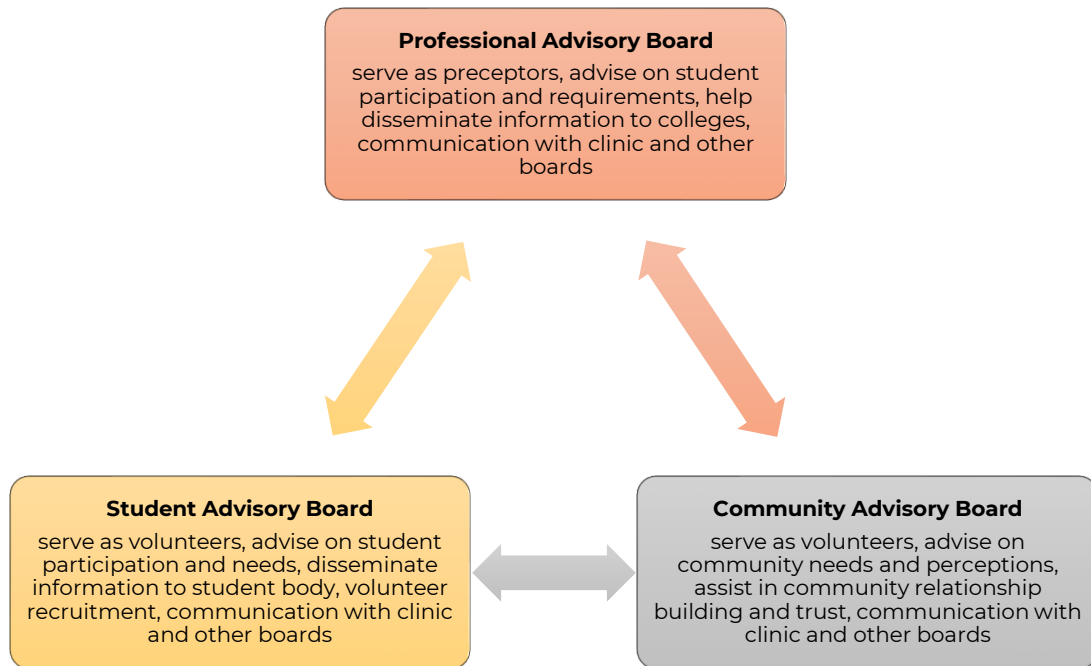 Professional Advisory Board
serve as preceptors, advise on student
participation and requirements, help
disseminate information to colleges,
communication with clinic and other
boards
Student Advisory Board
serve as volunteers, advise on student
participation and needs, disseminate
information to student body, volunteer
recruitment, communication with clinic
and other boards
Community Advisory Board
serve as volunteers, advise on
community needs and perceptions,
assist in community relationship
building and trust, communication with
clinic and other boards